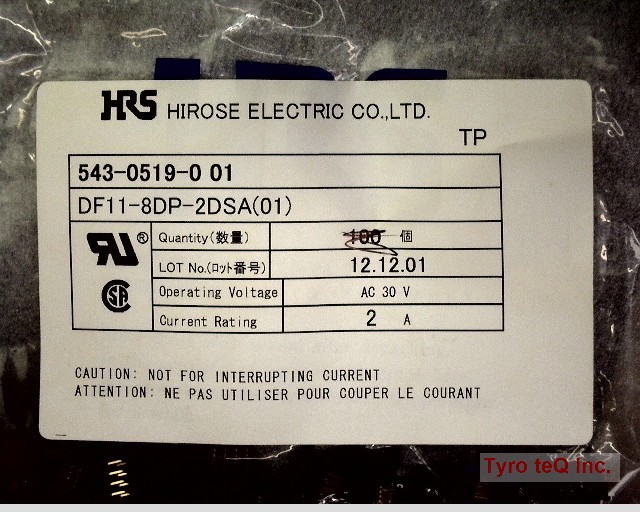 HRS HIROSE ELECTRIC CO.,LTD.
TP
543-0519-0 01
DF11-8DP-2DSA(01)
Quantity(数量) 100 個
LOT No.(ロット番号) 12.12.01
Operating Voltage AC 30 V
Current Rating 2 A
CAUTION: NOT FOR INTERRUPTING CURRENT
ATTENTION: NE PAS UTILISER POUR COUPER LE COURANT
Tyro teQ Inc.